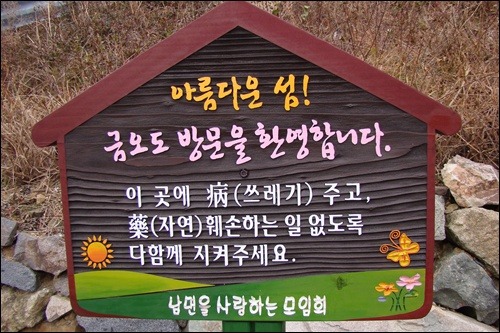 아름다운 섬!
금오도 방문을 환영합니다.
이 곳에 病(쓰레기) 주고,
藥(자연)훼손하는 일 없도록
다함께 지켜주세요.
남면을 사랑하는 모임회